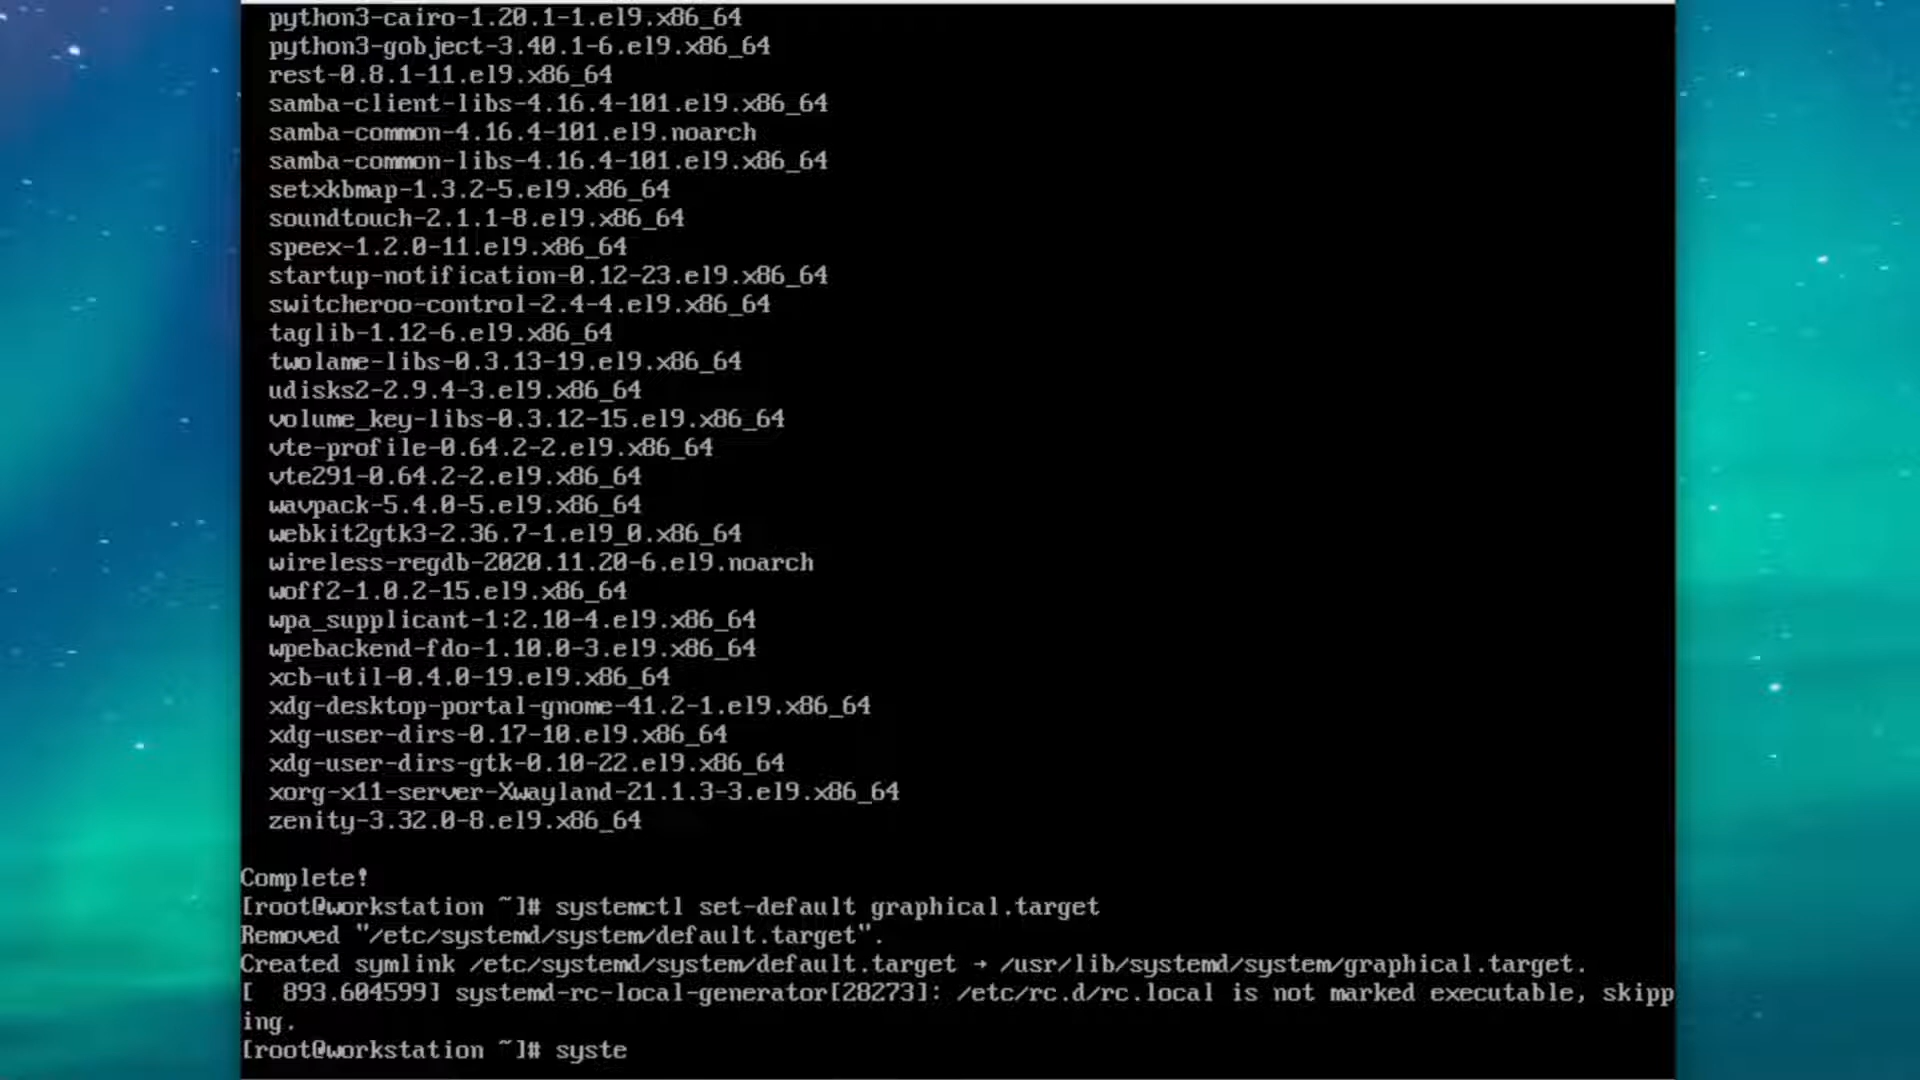 python3-cairo-1.20.1-1.el9.x86_64
python3-gobject-3.40.1-6.el9.x86_64
rest-0.8.1-11.el9.x86_64
samba-client-libs-4.16.4-101.el9.x86_64
samba-common-4.16.4-101.el9.noarch
samba-common-libs-4.16.4-101.el9.x86_64
setxkbmap-1.3.2-5.el9.x86_64
soundtouch-2.1.1-8.el9.x86_64
speex-1.2.0-11.el9.x86_64
startup-notification-0.12-23.el9.x86_64
switcheroo-control-2.4-4.el9.x86_64
taglib-1.12-6.el9.x86_64
twolame-libs-0.3.13-19.el9.x86_64
udisks2-2.9.4-3.el9.x86_64
volume_key-libs-0.3.12-15.el9.x86_64
vte-profile-0.64.2-2.el9.x86_64
vte291-0.64.2-2.el9.x86_64
wavpack-5.4.0-5.el9.x86_64
webkit2gtk3-2.36.7-1.el9_0.x86_64
wireless-regdb-2020.11.20-6.el9.noarch
woff2-1.0.2-15.el9.x86_64
wpa_supplicant-1:2.10-4.el9.x86_64
wpebackend-fdo-1.10.0-3.el9.x86_64
xcb-util-0.4.0-19.el9.x86_64
xdg-desktop-portal-gnome-41.2-1.el9.x86_64
xdg-user-dirs-0.17-10.el9.x86_64
xdg-user-dirs-gtk-0.10-22.el9.x86_64
xorg-x11-server-Xwayland-21.1.3-3.el9.x86_64
zenity-3.32.0-8.el9.x86_64
Complete!
[root@workstation ~]# systemctl set-default graphical.target
Removed "/etc/systemd/system/default.target".
Created symlink /etc/systemd/system/default.target → /usr/lib/systemd/system/graphical.target.
[  893.604599] systemd-rc-local-generator[28273]: /etc/rc.d/rc.local is not marked executable, skipp
ing.
[root@workstation ~]# syste